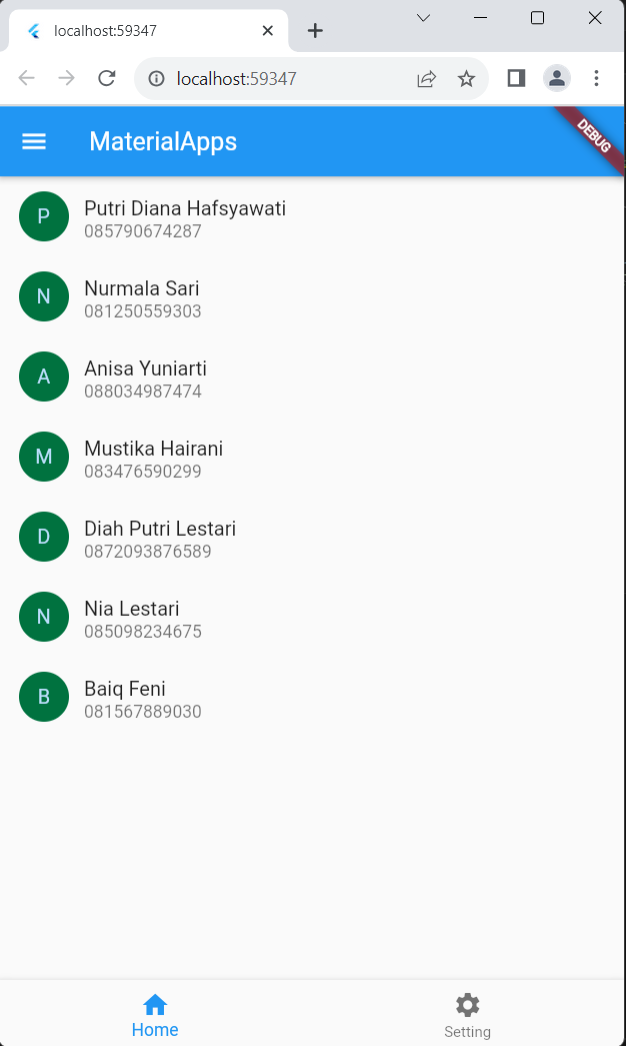 localhost:59347
localhost:59347
MaterialApps
DEBUG
P
Putri Diana Hafsyawati
085790674287
N
Nurmala Sari
081250559303
A
Anisa Yuniarti
088034987474
M
Mustika Hairani
083476590299
D
Diah Putri Lestari
0872093876589
N
Nia Lestari
085098234675
B
Baiq Feni
081567889030
Home
Setting